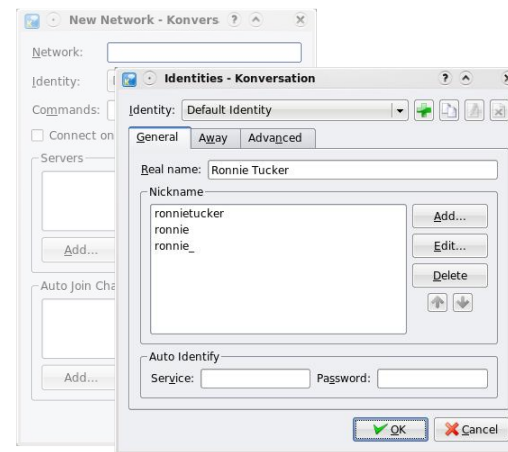 New Network - Konvers
Network:
Identity:
Commands:
Connect on
Servers
Add...
Auto Join Cha
Add...
Identities - Konversation
Identity: Default Identity
General Away Advanced
Real name: Ronnie Tucker
Nickname
ronnietucker
ronnie
ronnie_
Add...
Edit...
Delete
Auto Identify
Service:
Password:
OK
Cancel